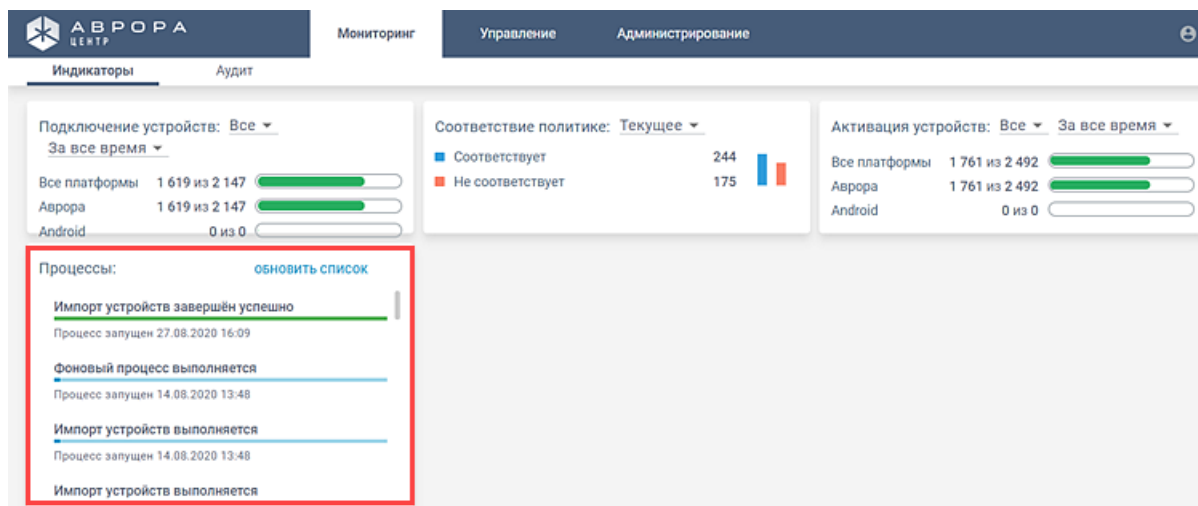 АВРОРА
ЦЕНТР
Мониторинг Управление Администрирование
Индикаторы Аудит
Подключение устройств: Все
За все время
Все платформы 1 619 из 2 147
Аврора 1 619 из 2 147
Android 0 из 0
Соответствие политике: Текущее
Соответствует 244
Не соответствует 175
Активация устройств: Все За все время
Все платформы 1 761 из 2 492
Аврора 1 761 из 2 492
Android 0 из 0
Процессы: ОБНОВИТЬ СПИСОК
Импорт устройств завершён успешно
Процесс запущен 27.08.2020 16:09
Фоновый процесс выполняется
Процесс запущен 14.08.2020 13:48
Импорт устройств выполняется
Процесс запущен 14.08.2020 13:48
Импорт устройств выполняется